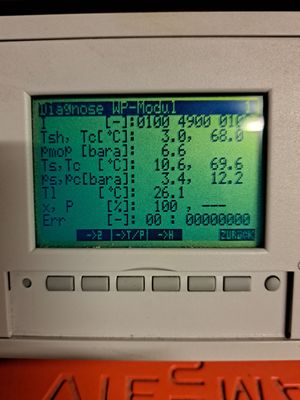 Diagnose WP-Modul
I [-]:0100 4900 010
Tsh, Tc[°C]: 3.0, 68.0
pmop [bara]: 6.6
Ts,Tc [°C]: 10.6, 69.6
ps,pc[bara]: 3.4, 12.2
Tl [°C]: 26.1
x, P [%]: 100 , ---
Err [-]: 00 : 00000000
->Z ->T/P ->H ZURÜCK